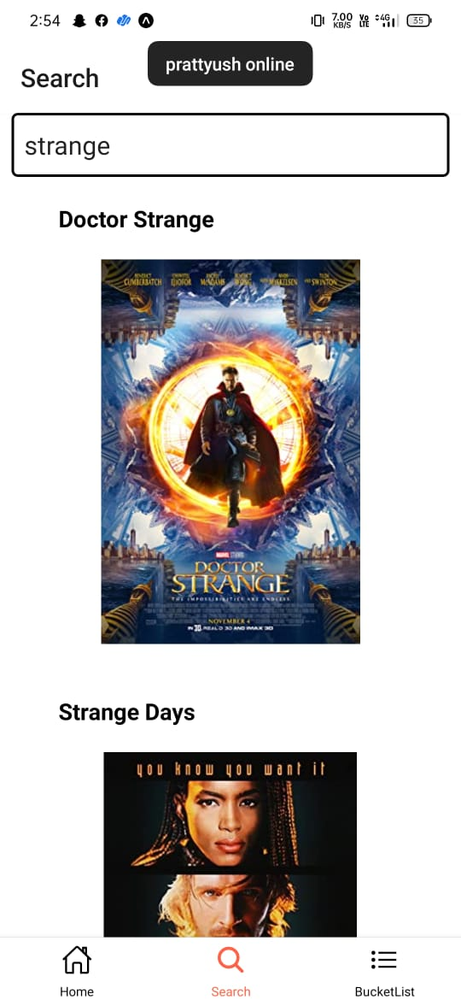 2:54
7.00
KB/S
Vo
LTE
4G
35
prattyush online
Search
strange
Doctor Strange
BENEDICT CUMBERBATCH
CHIWETEL EJIOFOR
RACHEL McADAMS
BENEDICT WONG
WITH MADS MIKKELSEN
AND TILDA SWINTON
MARVEL STUDIOS
DOCTOR
STRANGE
THE IMPOSSIBILITIES ARE ENDLESS
NOVEMBER 4
IN 3D, REAL D 3D AND IMAX 3D
Strange Days
you know you want it
Home
Search
BucketList